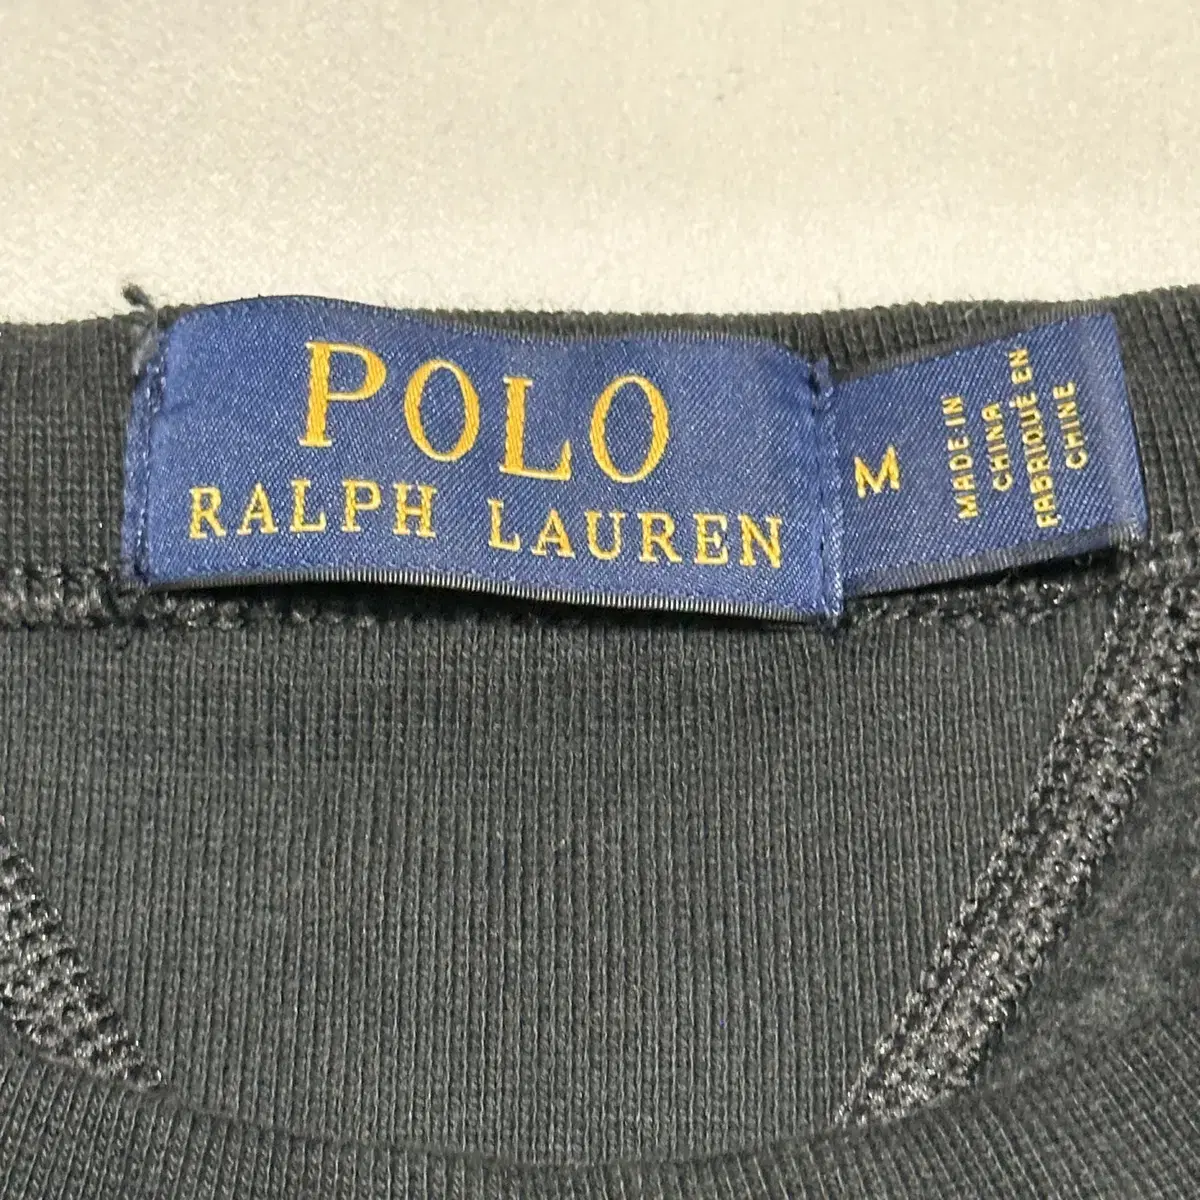 POLO
RALPH LAUREN
M
MADE IN
CHINA
FABRIQUÉ EN
CHINE